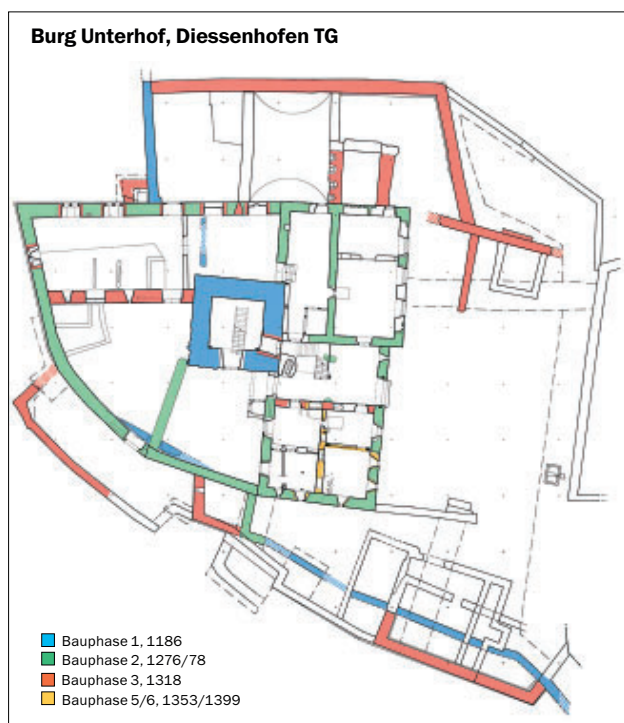 Burg Unterhof, Diessenhofen TG
Bauphase 1, 1186
Bauphase 2, 1276/78
Bauphase 3, 1318
Bauphase 5/6, 1353/1399